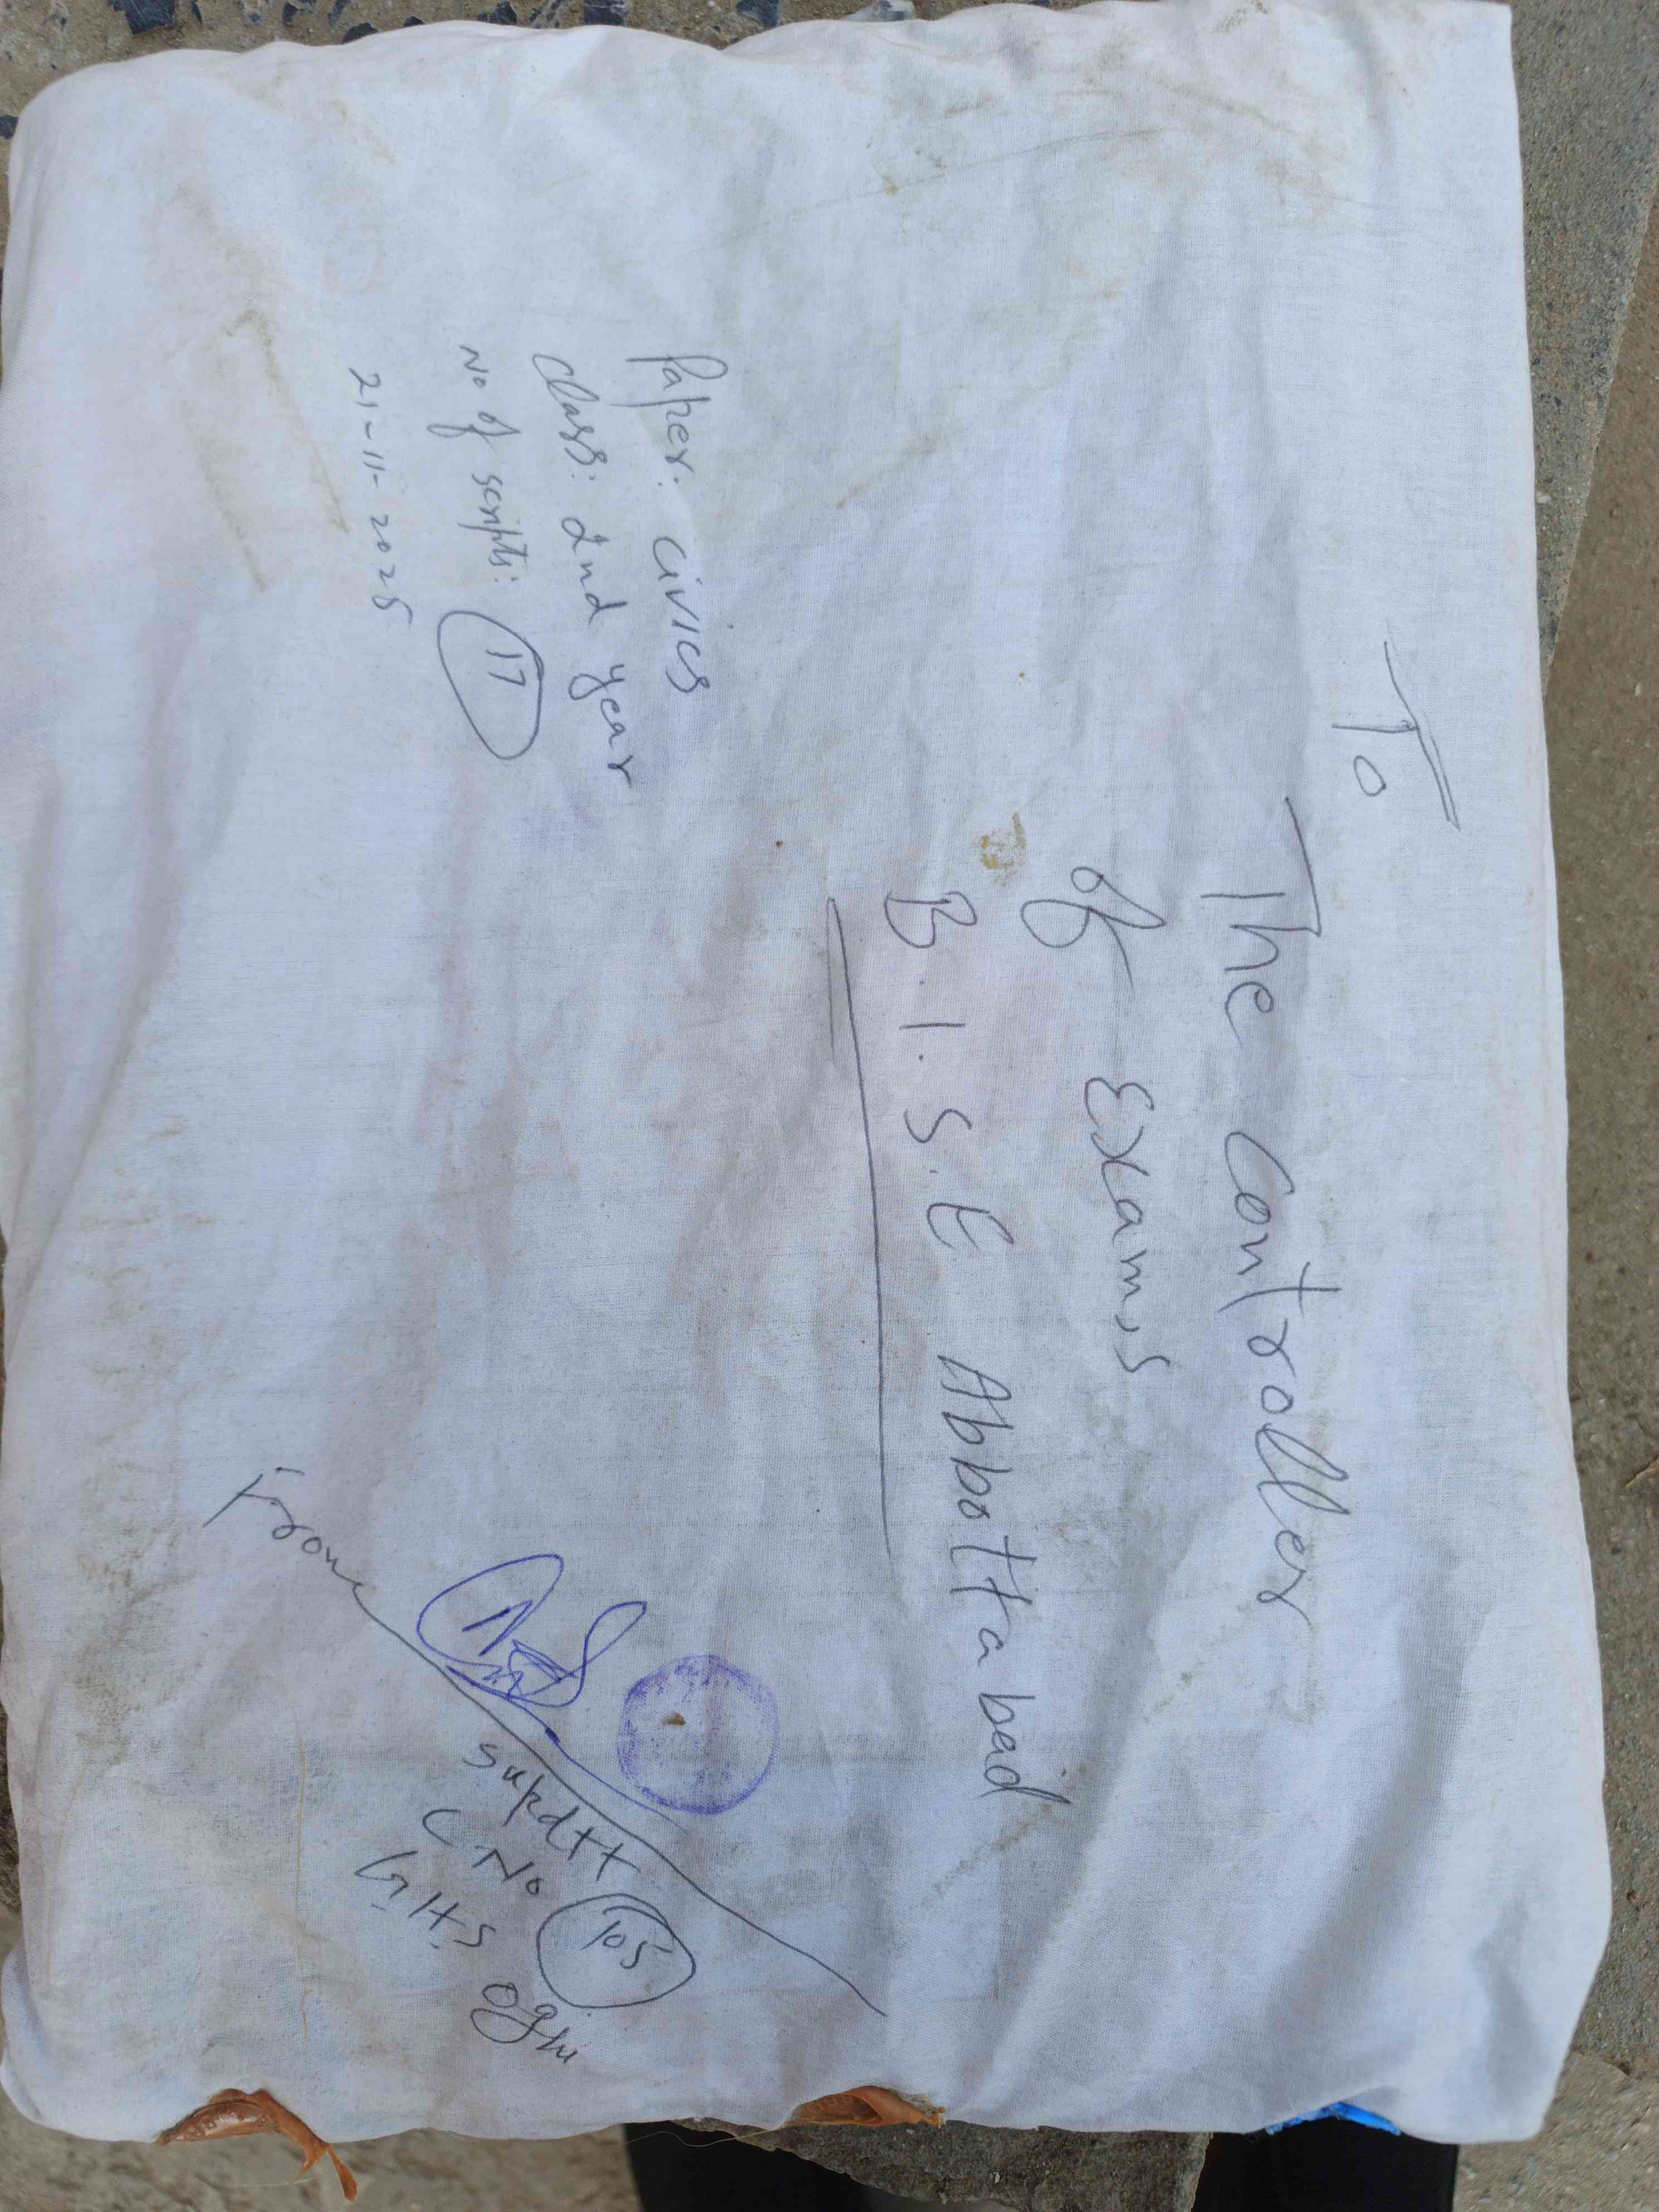 To
The Controller
of Exams
B.I.S.E Abbottabad
Paper: Civics
Class: 2nd year
No of scripts: 17
21-11-2025
From
Supdtt
C No 105
GHS Oghi